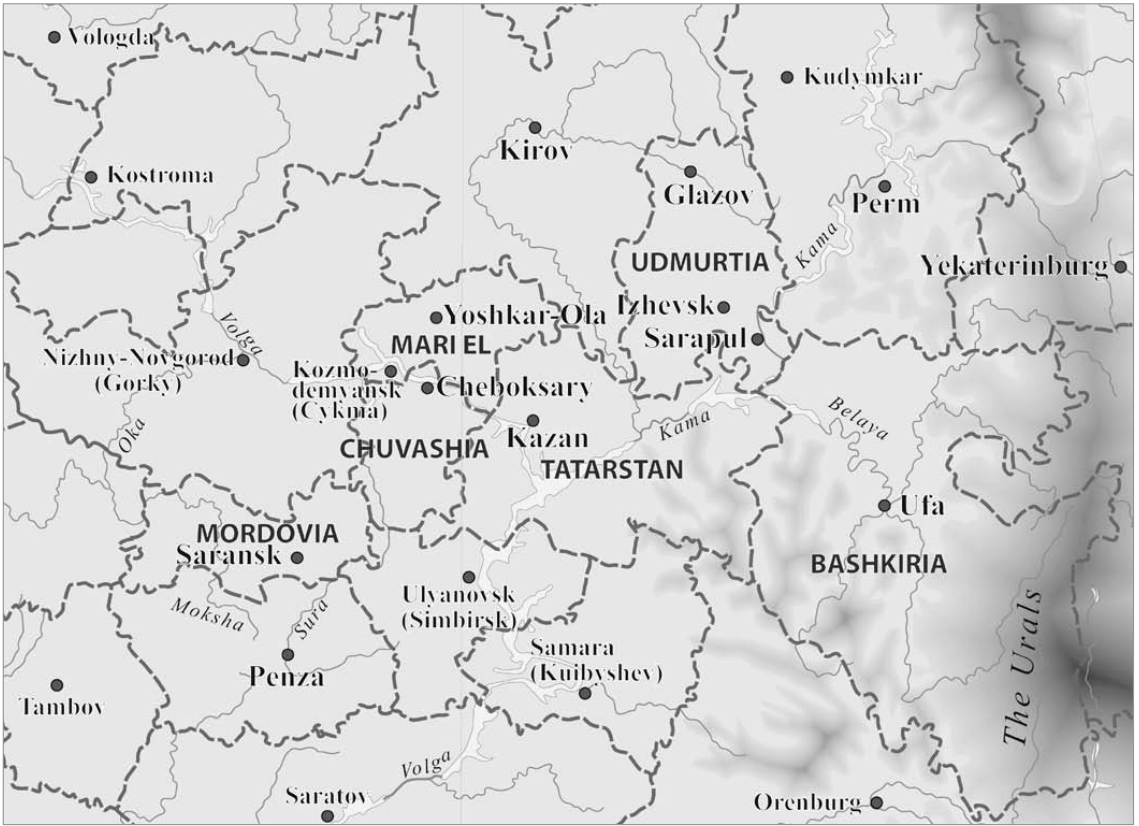 Vologda
Kudymkar
Kirov
Kostroma
Glazov
Perm
Kama
UDMURTIA
Yekaterinburg
Izhevsk
Yoshkar-Ola
Sarapul
Volga
MARI EL
Nizhny-Novgorod
(Gorky)
Kozmo-
demyansk
(Cykma)
Cheboksary
Kama
Belaya
Oka
Kazan
CHUVASHIA
TATARSTAN
Ufa
MORDOVIA
Saransk
BASHKIRIA
Ulyanovsk
(Simbirsk)
Moksha
Sura
The Urals
Samara
(Kuibyshev)
Penza
Tambov
Volga
Saratov
Orenburg